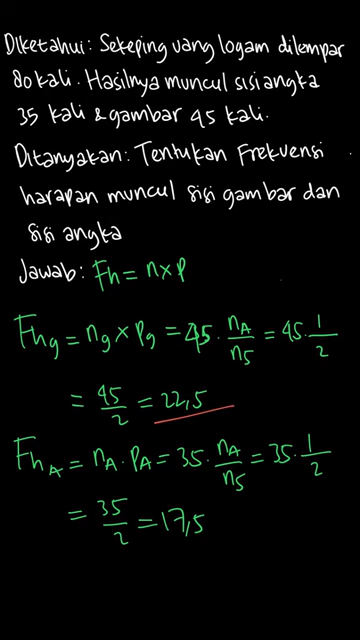 Diketahui: Sekeping uang logam dilempar
80 kali. Hasilnya muncul sisi angka
35 kali & gambar 45 kali.
Ditanyakan: Tentukan Frekuensi
harapan muncul sisi gambar dan
sisi angka
Jawab: Fh = n x p
Fh g = ng x Pg = 45 . nA/nS = 45 . 1/2
= 45/2 = 22,5
Fh A = nA . PA = 35 . nA/nS = 35 . 1/2
= 35/2 = 17,5